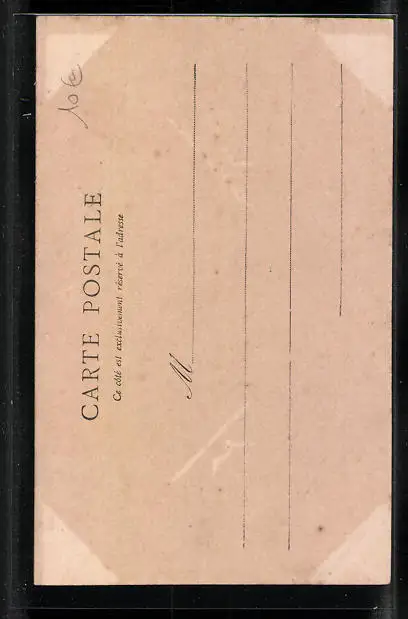 10 €
CARTE POSTALE
Ce côté est exclusivement réservé à l'adresse
M